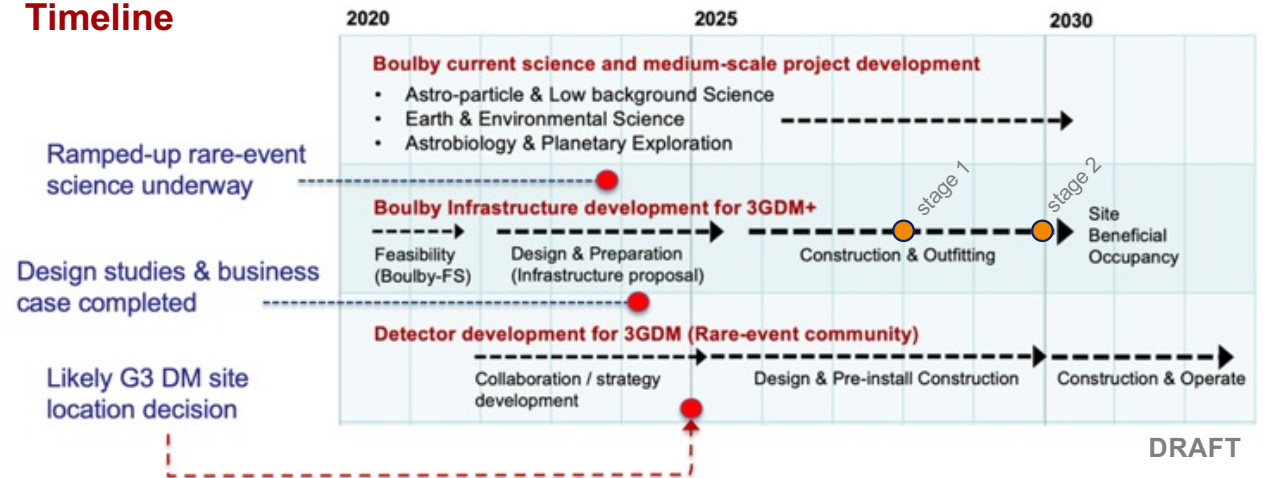 Timeline
2020
2025
2030
Boulby current science and medium-scale project development
• Astro-particle & Low background Science
• Earth & Environmental Science
• Astrobiology & Planetary Exploration
Ramped-up rare-event
science underway
stage 1
stage 2
Boulby Infrastructure development for 3GDM+
Feasibility
(Boulby-FS)
Design & Preparation
(Infrastructure proposal)
Construction & Outfitting
Site
Beneficial
Occupancy
Design studies & business
case completed
Detector development for 3GDM (Rare-event community)
Collaboration / strategy
development
Design & Pre-install Construction
Construction & Operate
Likely G3 DM site
location decision
DRAFT